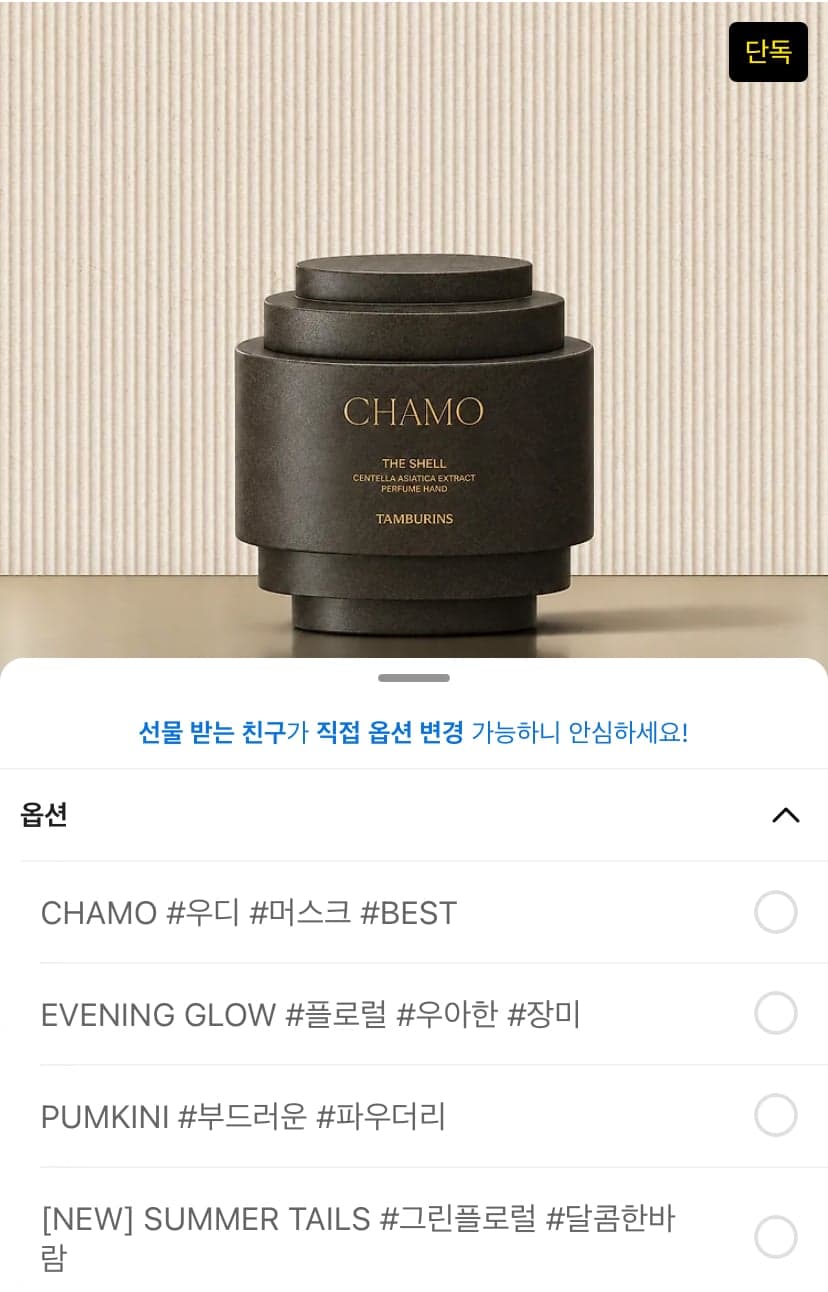 단독
CHAMO
THE SHELL
CENTELLA ASIATICA EXTRACT
PERFUME HAND
TAMBURINS
선물 받는 친구가 직접 옵션 변경 가능하니 안심하세요!
옵션
CHAMO #우디 #머스크 #BEST
EVENING GLOW #플로럴 #우아한 #장미
PUMKINI #부드러운 #파우더리
[NEW] SUMMER TAILS #그린플로럴 #달콤한바
람